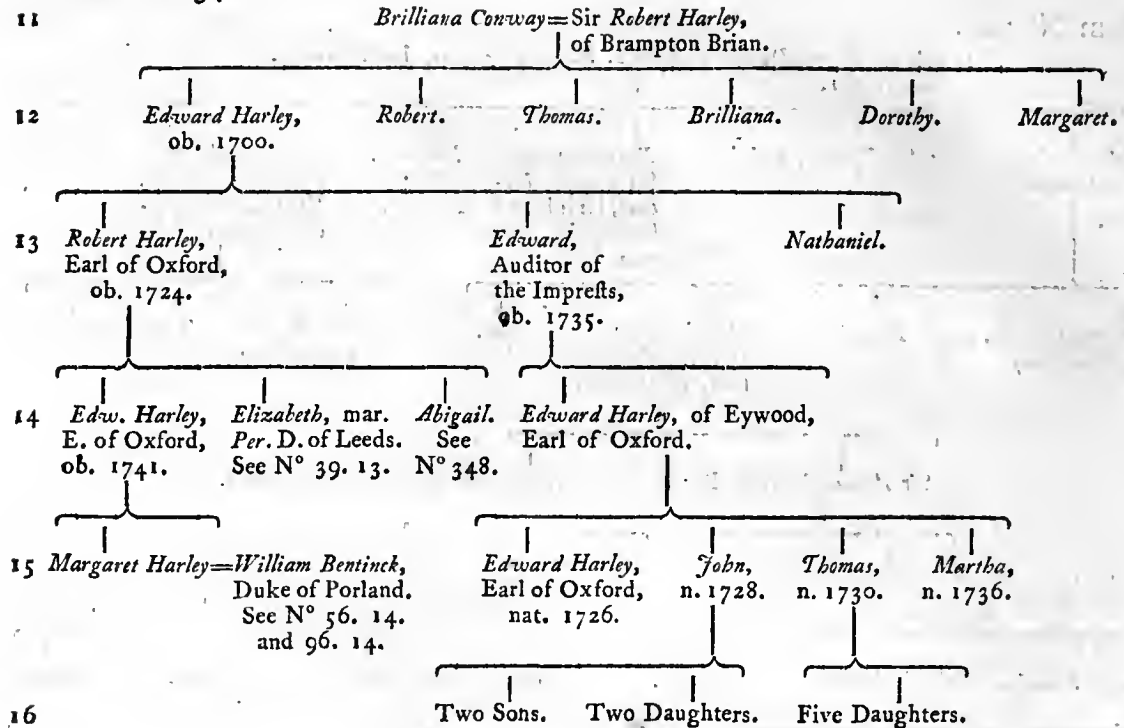 11 Brilliana Conway=Sir Robert Harley,
of Brampton Brian.
12 Edward Harley, Robert. Thomas. Brilliana. Dorothy. Margaret.
ob. 1700.
13 Robert Harley, Edward, Nathaniel.
Earl of Oxford, Auditor of
ob. 1724. the Imprests,
ob. 1735.
14 Edw. Harley, Elizabeth, mar. Abigail. Edward Harley, of Eywood,
E. of Oxford, Per. D. of Leeds. See Earl of Oxford.
ob. 1741. See N° 39. 13. N° 348.
15 Margaret Harley=William Bentinck, Edward Harley, John, Thomas, Martha,
Duke of Porland. Earl of Oxford, n. 1728. n. 1730. n. 1736.
See N° 56. 14. nat. 1726.
and 96. 14.
16 Two Sons. Two Daughters. Five Daughters.